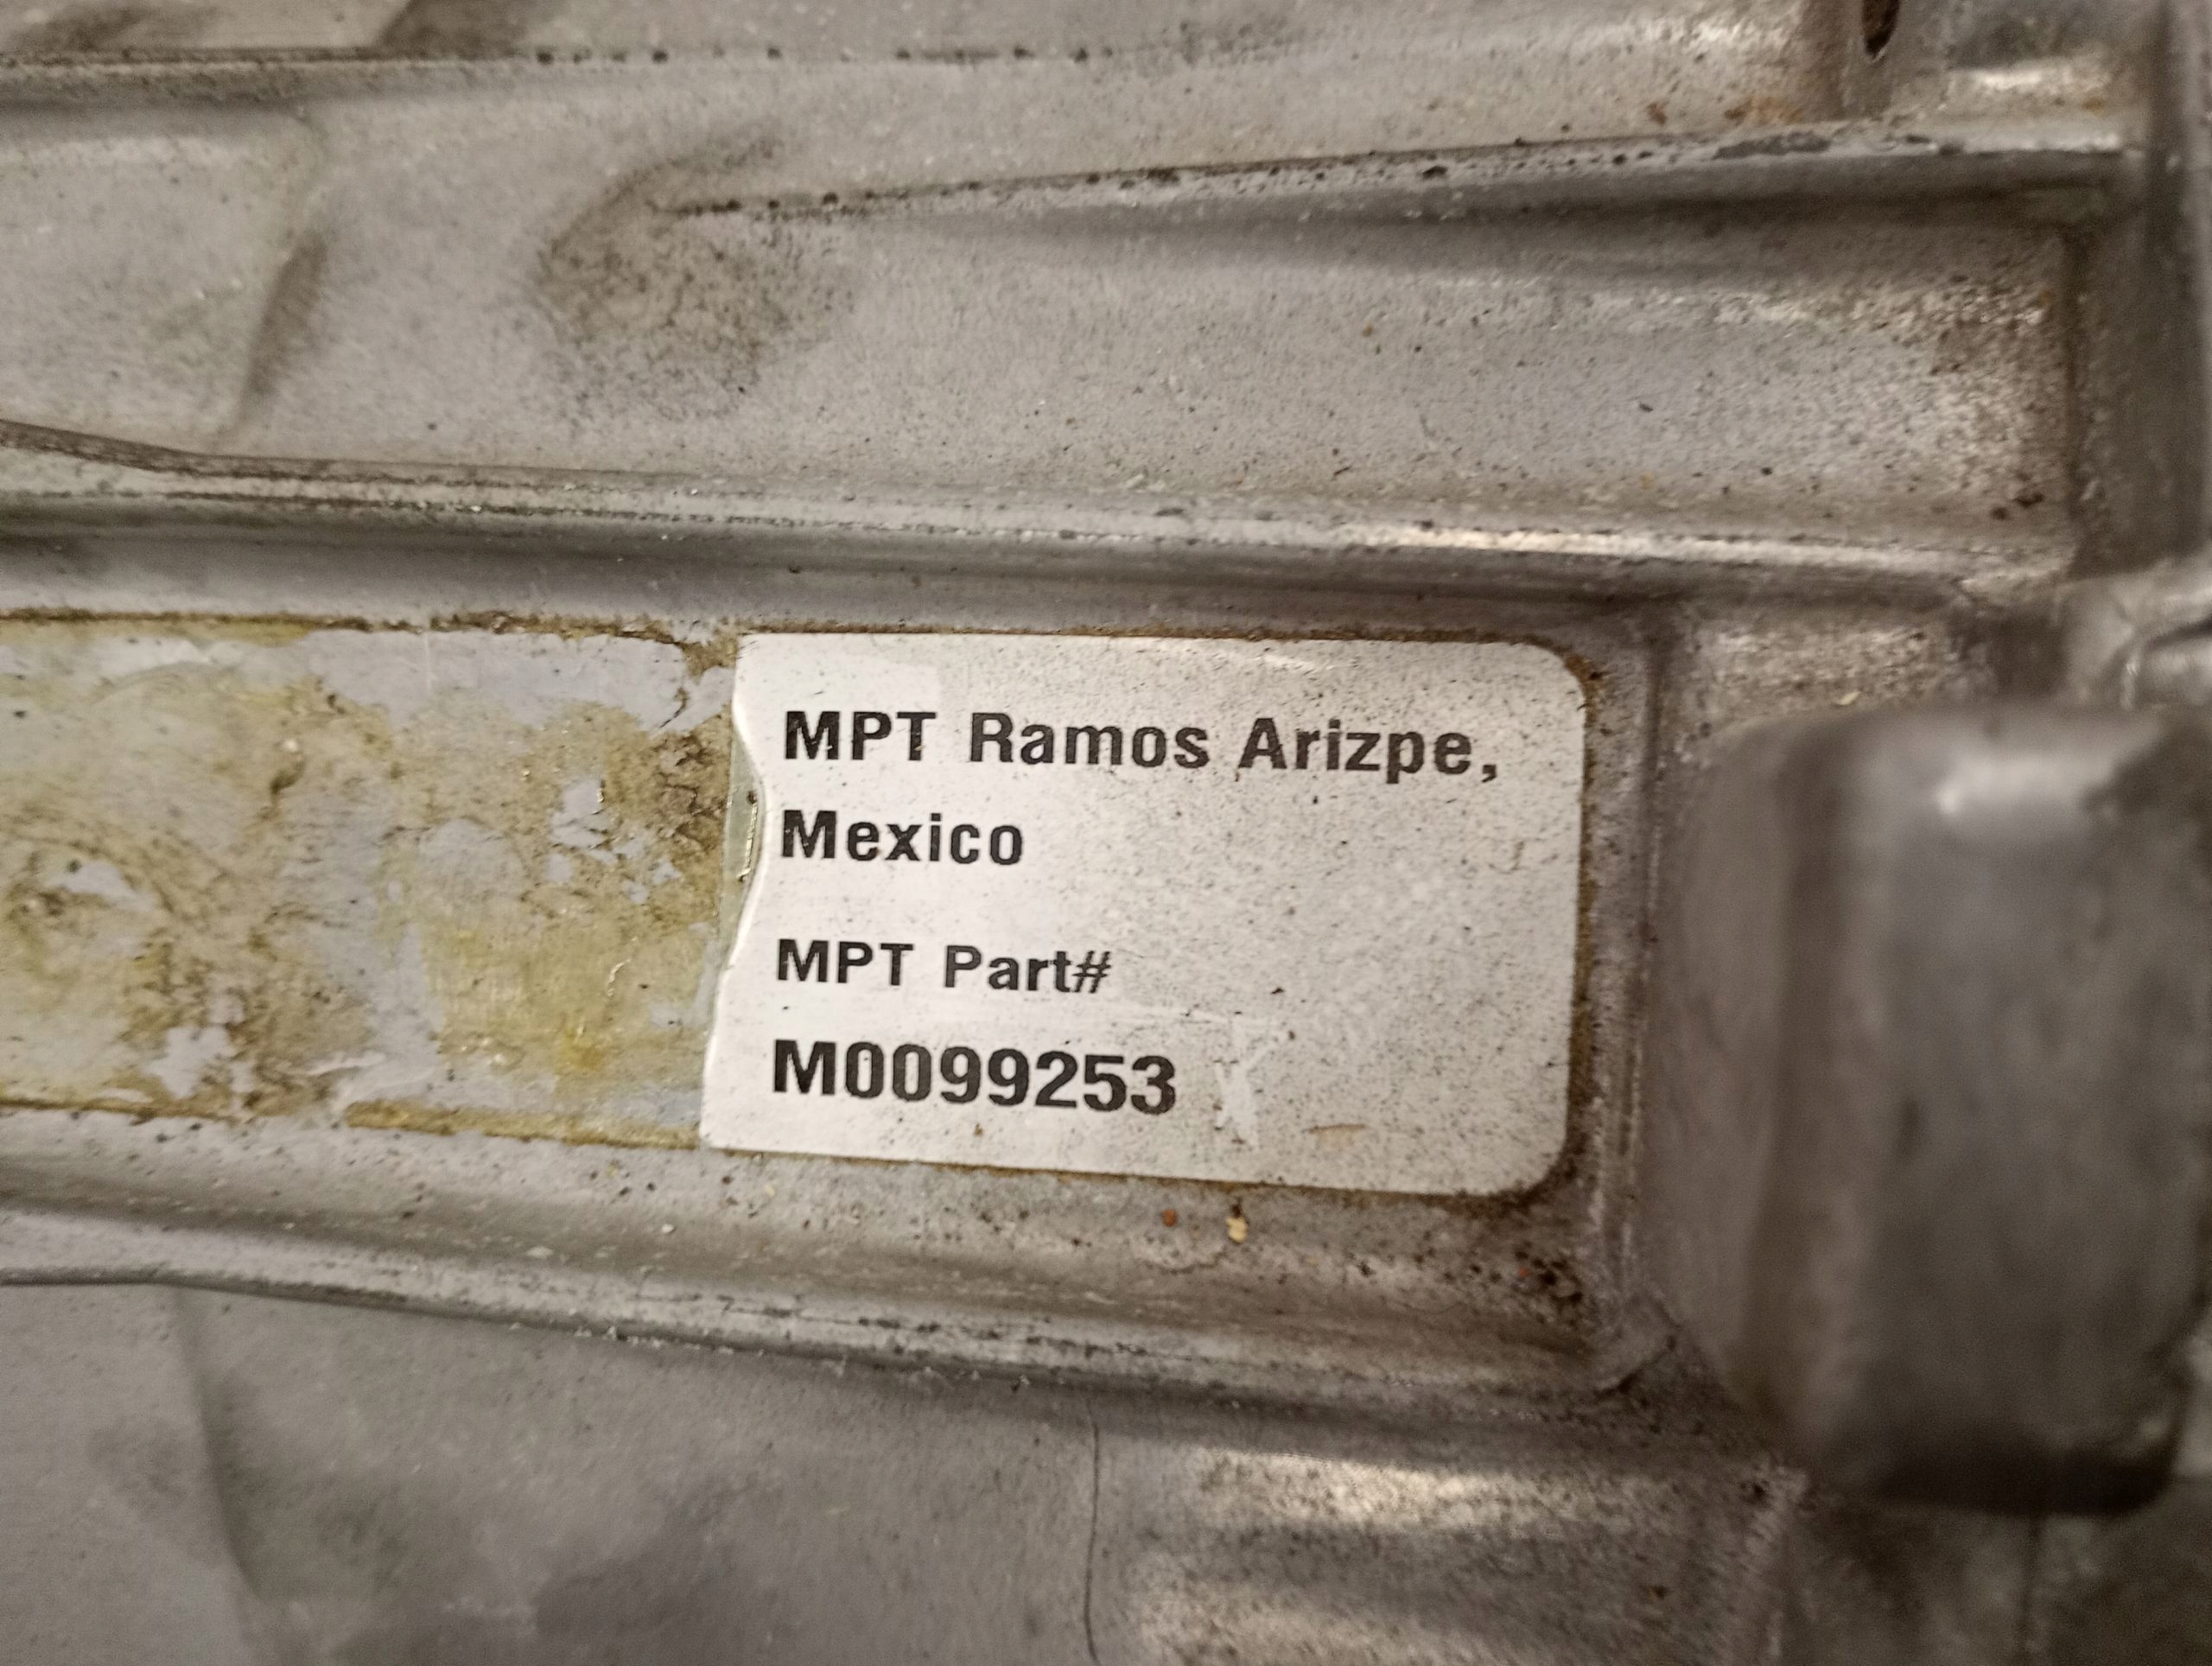 MPT Ramos Arizpe,
Mexico
MPT Part#
M0099253